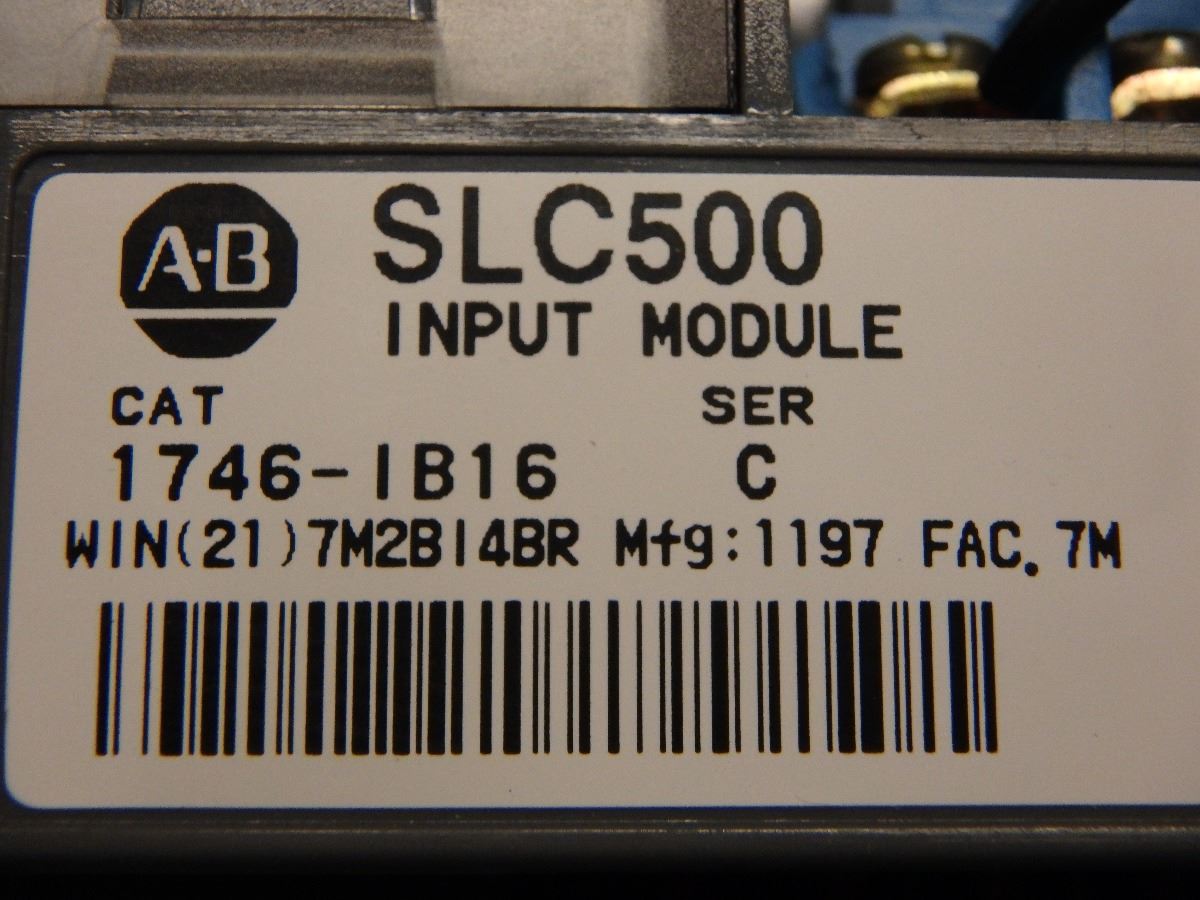 A·B SLC500
INPUT MODULE
CAT SER
1746-IB16 C
WIN(21)7M2BI4BR Mfg:1197 FAC. 7M